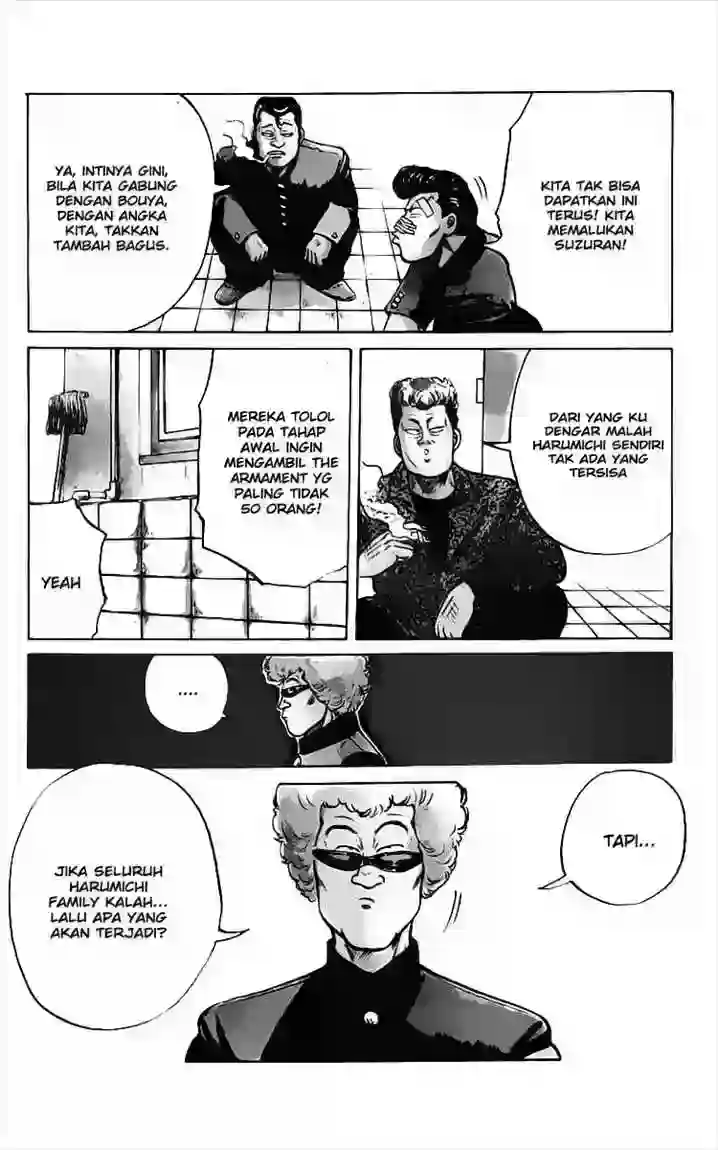 KITA TAK BISA
DAPATKAN INI
TERUS! KITA
MEMALUKAN
SUZURAN!
YA, INTINYA GINI,
BILA KITA GABUNG
DENGAN BOUYA,
DENGAN ANGKA
KITA, TAKKAN
TAMBAH BAGUS.
DARI YANG KU
DENGAR MALAH
HARUMICHI SENDIRI
TAK ADA YANG
TERSISA
MEREKA TOLOL
PADA TAHAP
AWAL INGIN
MENGAMBIL THE
ARMAMENT YG
PALING TIDAK
50 ORANG!
YEAH
....
TAPI...
JIKA SELURUH
HARUMICHI
FAMILY KALAH...
LALU APA YANG
AKAN TERJADI?